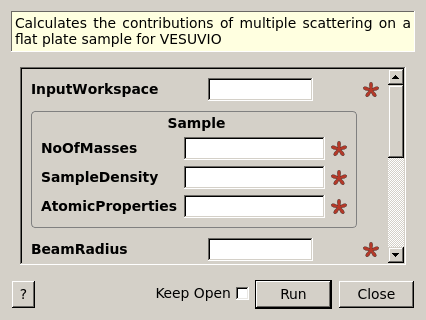 Calculates the contributions of multiple scattering on a
flat plate sample for VESUVIO
InputWorkspace
Sample
NoOfMasses
SampleDensity
AtomicProperties
BeamRadius
? Keep Open Run Close